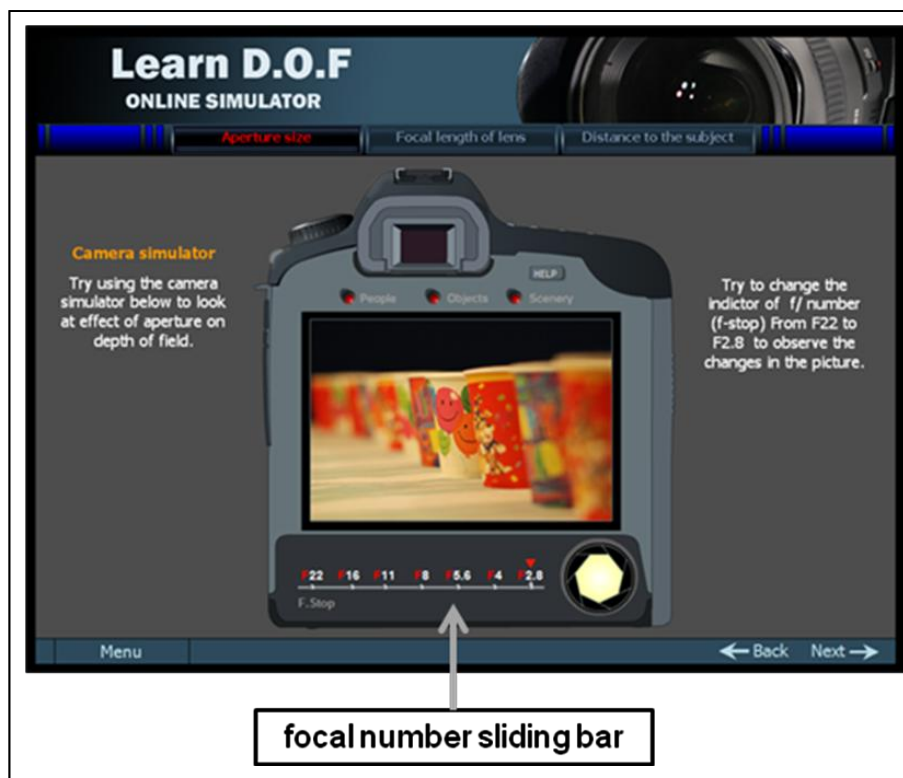 Learn D.O.F
ONLINE SIMULATOR
Aperture size
Focal length of lens
Distance to the subject
Camera simulator
Try using the camera
simulator below to look
at effect of aperture on
depth of field.
HELP
People
Objects
Scenery
Try to change the
indictor of f/ number
(f-stop) From F22 to
F2.8 to observe the
changes in the picture.
F22 F16 F11 F8 F5.6 F4 F2.8
F.Stop
Menu
Back
Next
focal number sliding bar